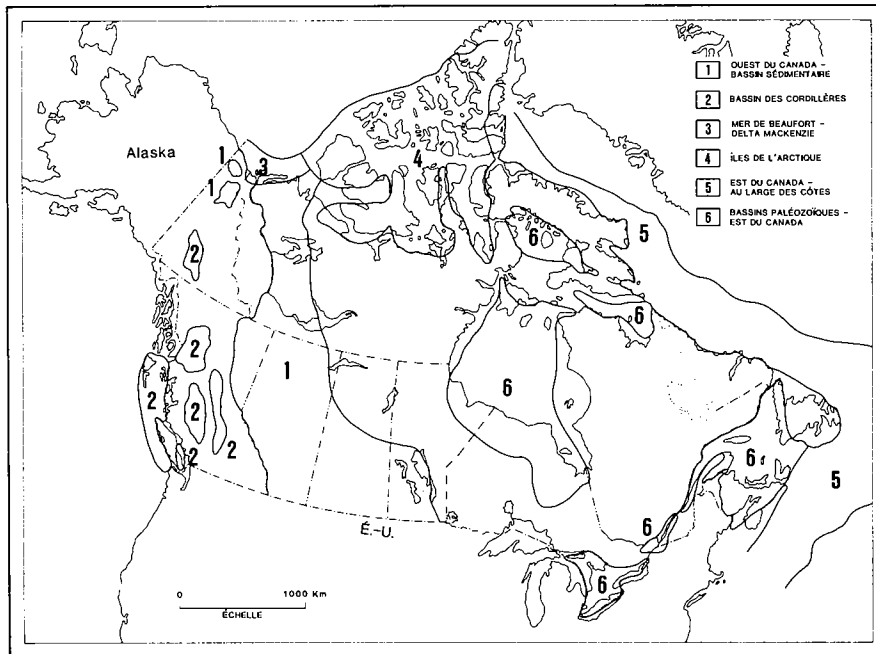 1 OUEST DU CANADA –
BASSIN SÉDIMENTAIRE
2 BASSIN DES CORDILLÈRES
3 MER DE BEAUFORT –
DELTA MACKENZIE
4 ÎLES DE L'ARCTIQUE
5 EST DU CANADA –
AU LARGE DES CÔTES
6 BASSINS PALÉOZOÏQUES –
EST DU CANADA
Alaska
1
3
1
4
2
6
5
6
2
1
2
2
6
2
2
6
5
6
6
É.-U.
0 1000 Km
ÉCHELLE